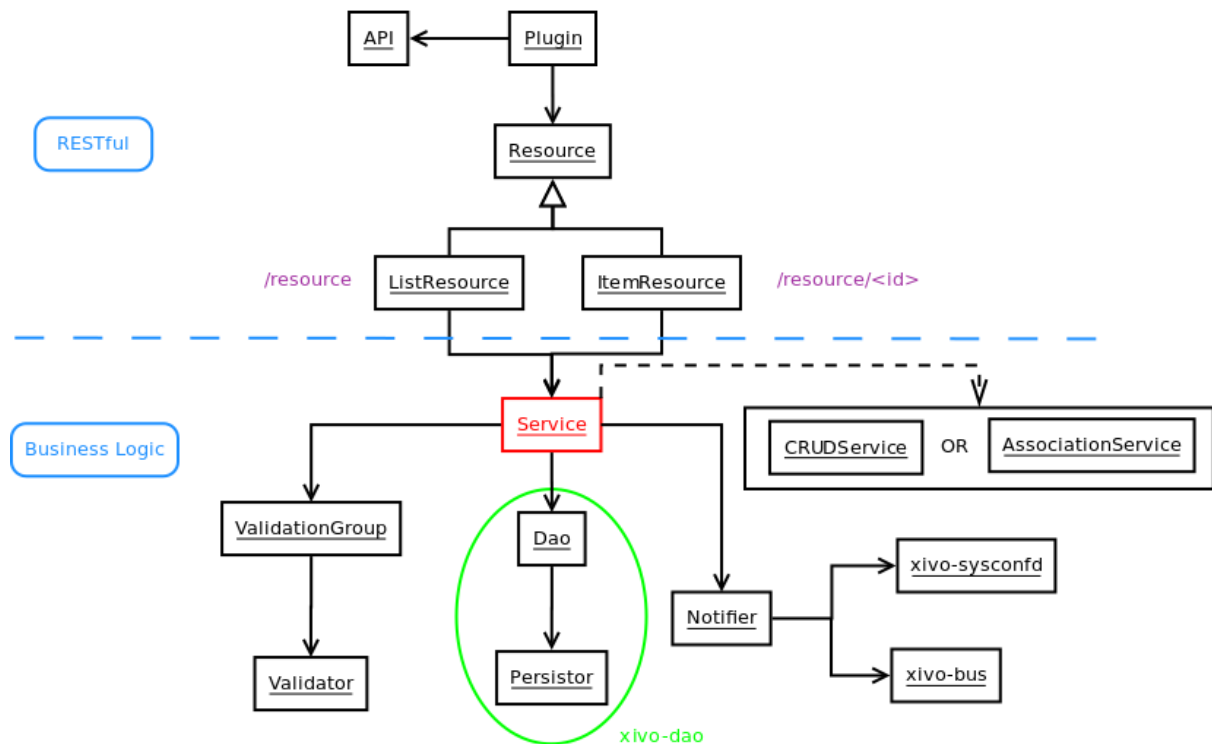 API
Plugin
RESTful
Resource
/resource
ListResource
ItemResource
/resource/<id>
Service
Business Logic
CRUDService
OR
AssociationService
ValidationGroup
Dao
xivo-sysconfd
Notifier
Validator
Persistor
xivo-bus
xivo-dao